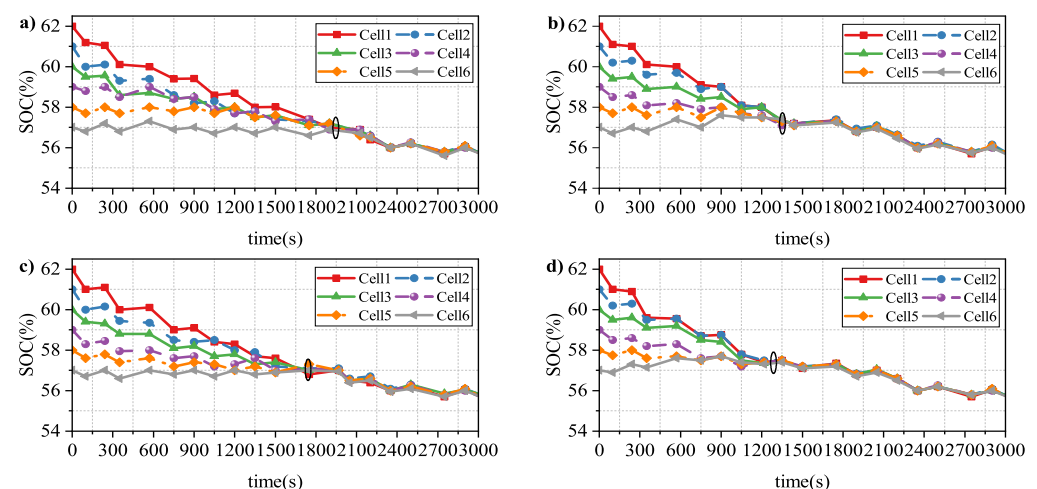 a)
62
60
58
56
54
SOC(%)
Cell1 Cell2
Cell3 Cell4
Cell5 Cell6
0 300 600 900 1200 1500 1800 2100 2400 2700 3000
time(s)
b)
62
60
58
56
54
SOC(%)
Cell1 Cell2
Cell3 Cell4
Cell5 Cell6
0 300 600 900 1200 1500 1800 2100 2400 2700 3000
time(s)
c)
62
60
58
56
54
SOC(%)
Cell1 Cell2
Cell3 Cell4
Cell5 Cell6
0 300 600 900 1200 1500 1800 2100 2400 2700 3000
time(s)
d)
62
60
58
56
54
SOC(%)
Cell1 Cell2
Cell3 Cell4
Cell5 Cell6
0 300 600 900 1200 1500 1800 2100 2400 2700 3000
time(s)